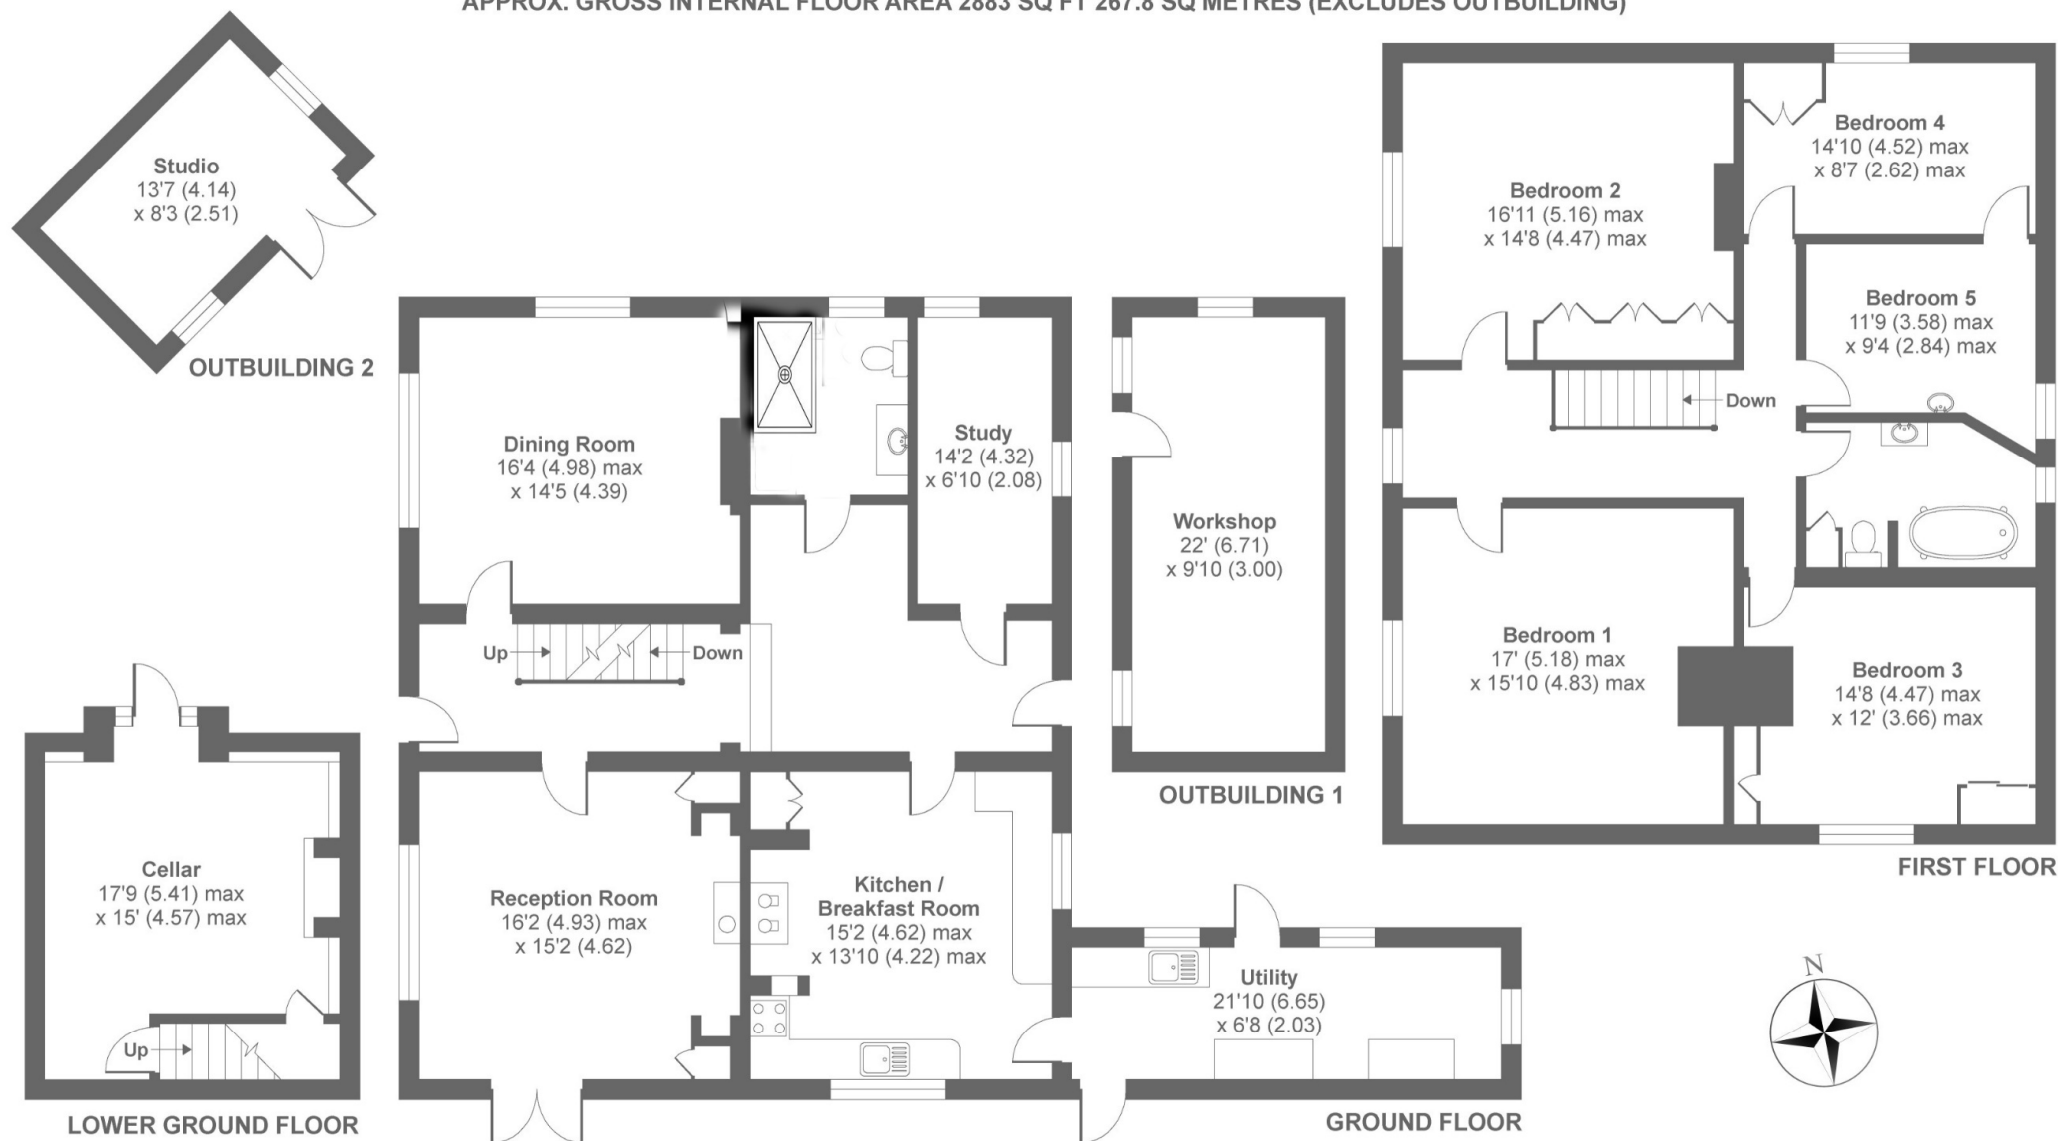 APPROX. GROSS INTERNAL FLOOR AREA 2883 SQ FT 267.8 SQ METRES (EXCLUDES OUTBUILDING)
Studio
13'7 (4.14)
x 8'3 (2.51)
OUTBUILDING 2
Dining Room
16'4 (4.98) max
x 14'5 (4.39)
Study
14'2 (4.32)
x 6'10 (2.08)
Up
Down
Reception Room
16'2 (4.93) max
x 15'2 (4.62)
Kitchen /
Breakfast Room
15'2 (4.62) max
x 13'10 (4.22) max
Utility
21'10 (6.65)
x 6'8 (2.03)
GROUND FLOOR
Cellar
17'9 (5.41) max
x 15' (4.57) max
Up
LOWER GROUND FLOOR
Workshop
22' (6.71)
x 9'10 (3.00)
OUTBUILDING 1
Bedroom 2
16'11 (5.16) max
x 14'8 (4.47) max
Bedroom 4
14'10 (4.52) max
x 8'7 (2.62) max
Bedroom 5
11'9 (3.58) max
x 9'4 (2.84) max
Down
Bedroom 1
17' (5.18) max
x 15'10 (4.83) max
Bedroom 3
14'8 (4.47) max
x 12' (3.66) max
FIRST FLOOR
N